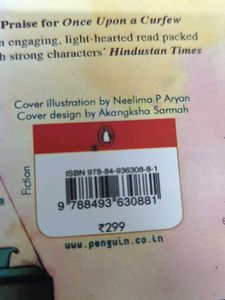 Praise for Once Upon a Curfew
engaging, light-hearted read packed
strong characters' Hindustan Times
Cover illustration by Neelima P Aryan
Cover design by Akangksha Sarmah
Fiction
ISBN 978-84-936308-8-1
9 788493 630881
₹299
www.penguin.co.in